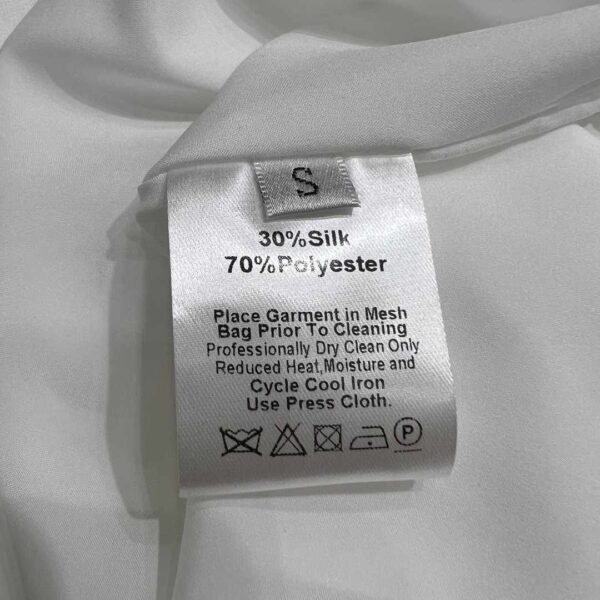 S
30%Silk
70%Polyester
Place Garment in Mesh
Bag Prior To Cleaning
Professionally Dry Clean Only
Reduced Heat,Moisture and
Cycle Cool Iron
Use Press Cloth.
P